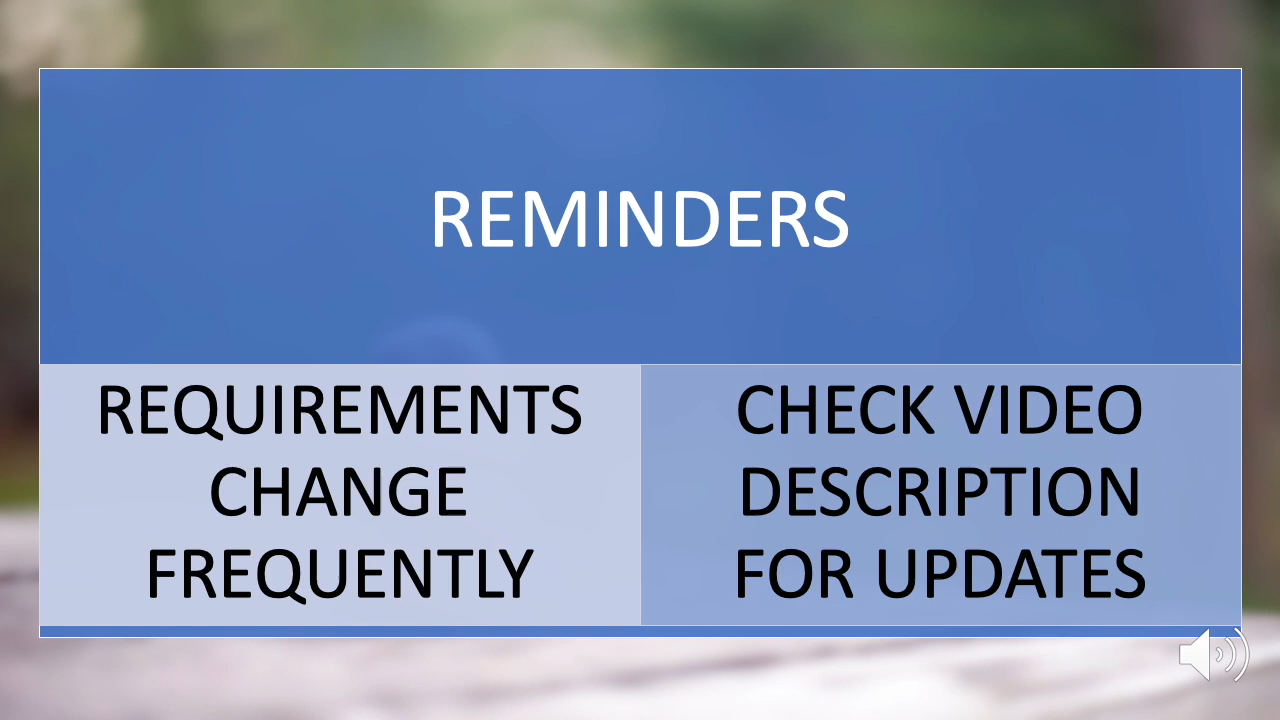 REMINDERS
REQUIREMENTS
CHANGE
FREQUENTLY
CHECK VIDEO
DESCRIPTION
FOR UPDATES